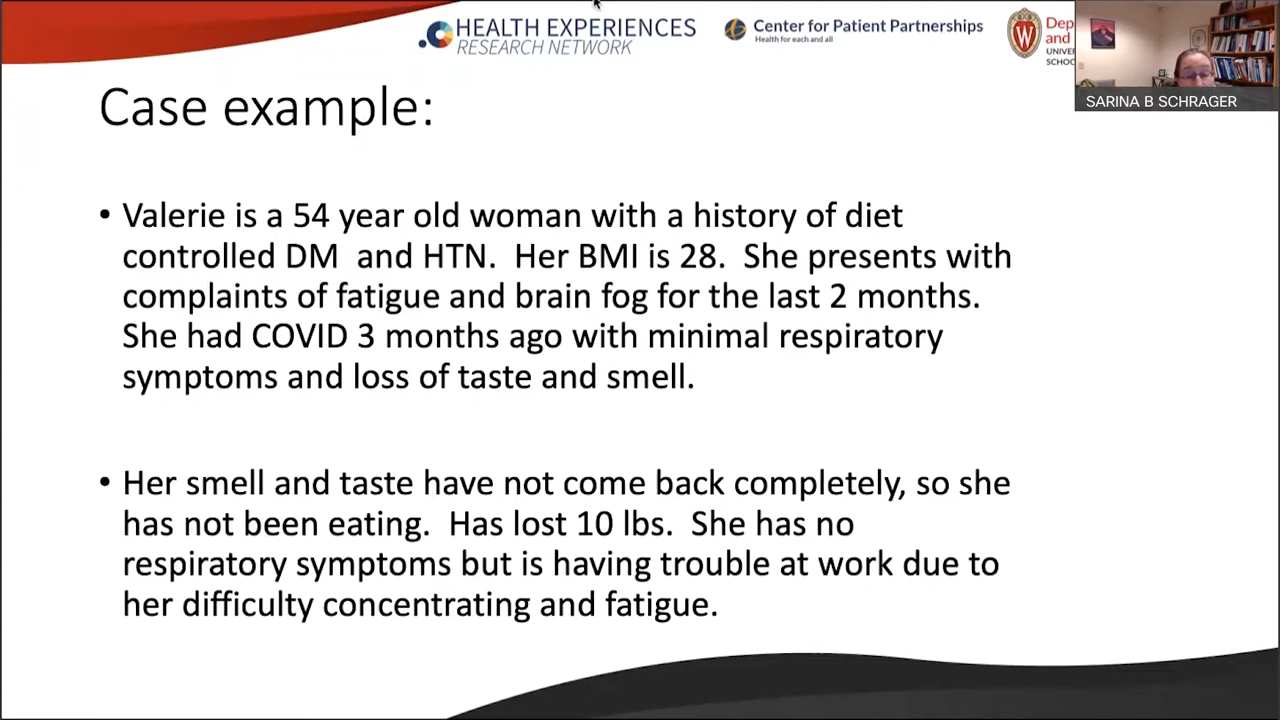 HEALTH EXPERIENCES
RESEARCH NETWORK
Center for Patient Partnerships
Health for each and all
Dep
and
UNIVER
SCHOO
SARINA B SCHRAGER
Case example:
• Valerie is a 54 year old woman with a history of diet
controlled DM and HTN. Her BMI is 28. She presents with
complaints of fatigue and brain fog for the last 2 months.
She had COVID 3 months ago with minimal respiratory
symptoms and loss of taste and smell.
• Her smell and taste have not come back completely, so she
has not been eating. Has lost 10 lbs. She has no
respiratory symptoms but is having trouble at work due to
her difficulty concentrating and fatigue.